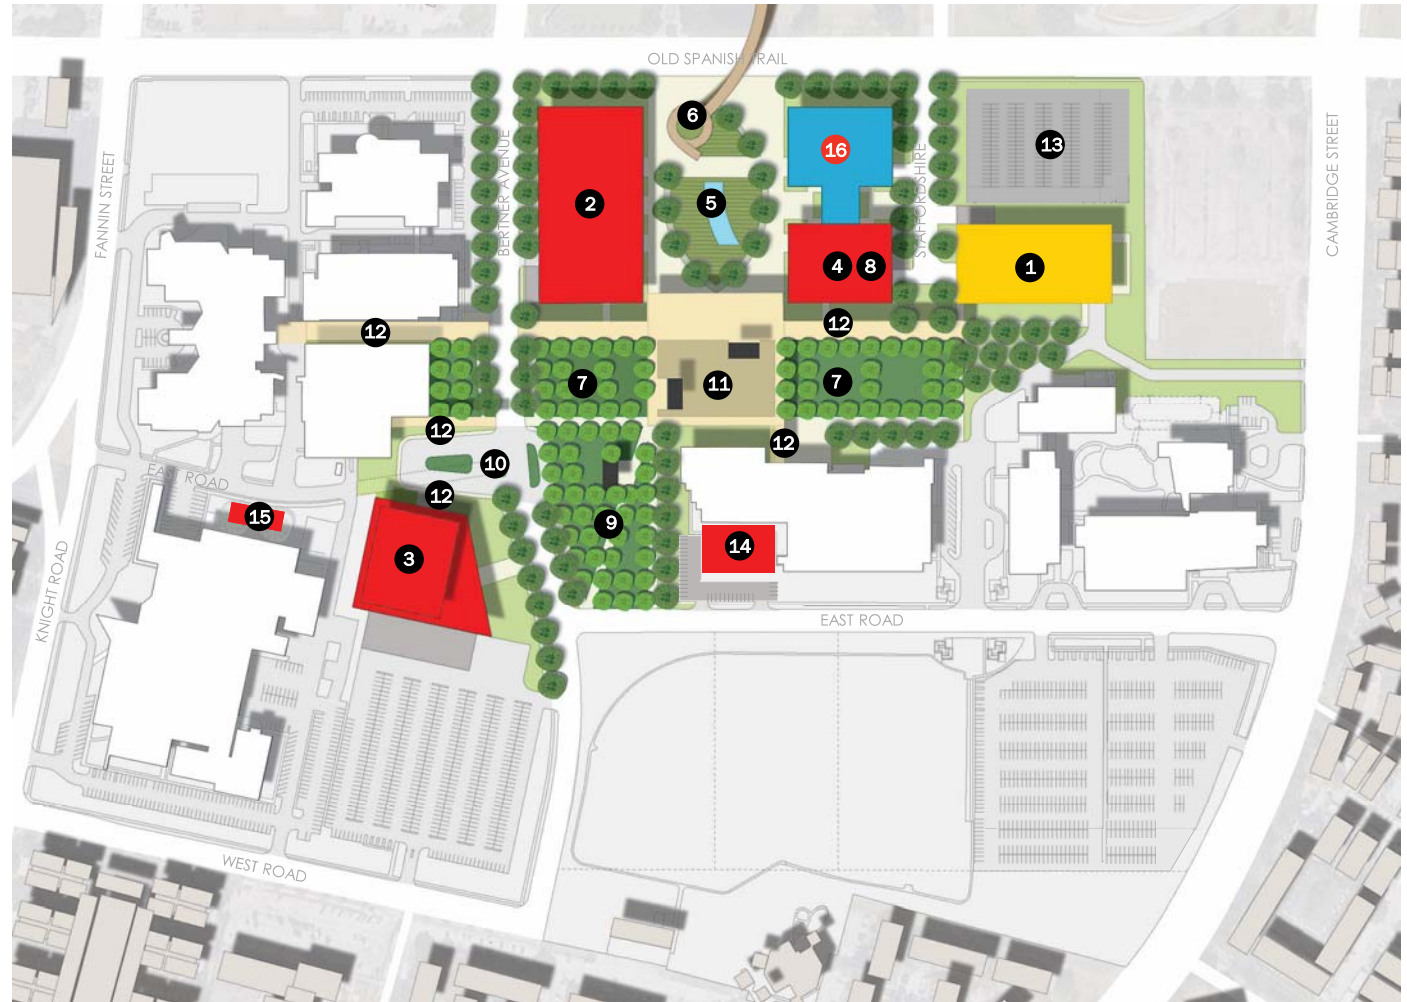 OLD SPANISH TRAIL
6
13
16
FANNIN STREET
BERTNER AVENUE
STAFFORDSHIRE
CAMBRIDGE STREET
2
5
4
8
1
12
12
7
11
7
12
12
10
EAST ROAD
12
15
9
14
3
KNIGHT ROAD
EAST ROAD
WEST ROAD